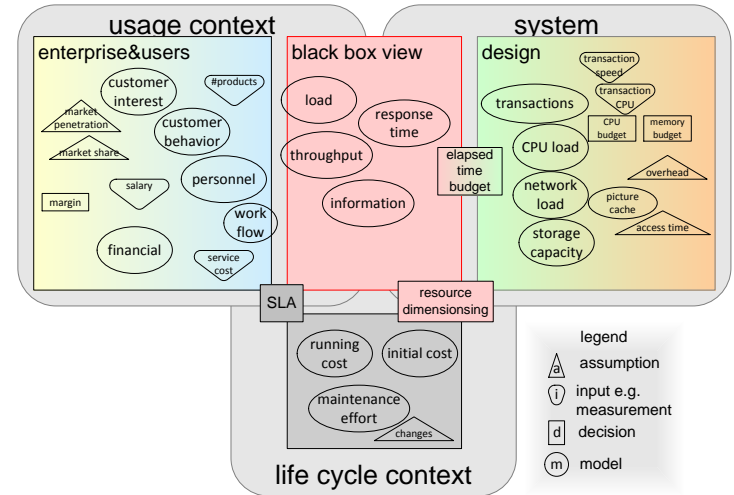 usage context
system
enterprise&users
black box view
design
customer
interest
#products
market
penetration
customer
behavior
market share
salary
personnel
margin
work
flow
financial
service
cost
load
response
time
throughput
information
elapsed
time
budget
transaction
speed
transaction
CPU
transactions
CPU
budget
memory
budget
CPU load
overhead
network
load
picture
cache
access time
storage
capacity
SLA
resource
dimensionsing
running
cost
initial cost
maintenance
effort
changes
life cycle context
legend
a assumption
i input e.g.
measurement
d decision
m model